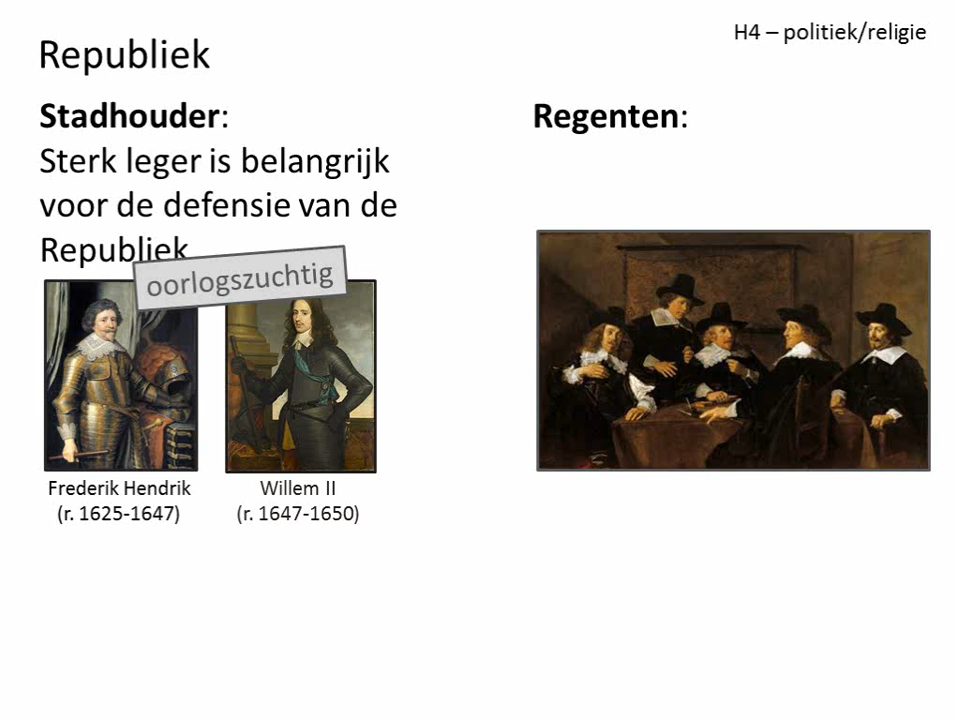 H4 – politiek/religie
Republiek
Stadhouder:
Sterk leger is belangrijk
voor de defensie van de
Republiek
oorlogszuchtig
Frederik Hendrik
(r. 1625-1647)
Willem II
(r. 1647-1650)
Regenten: